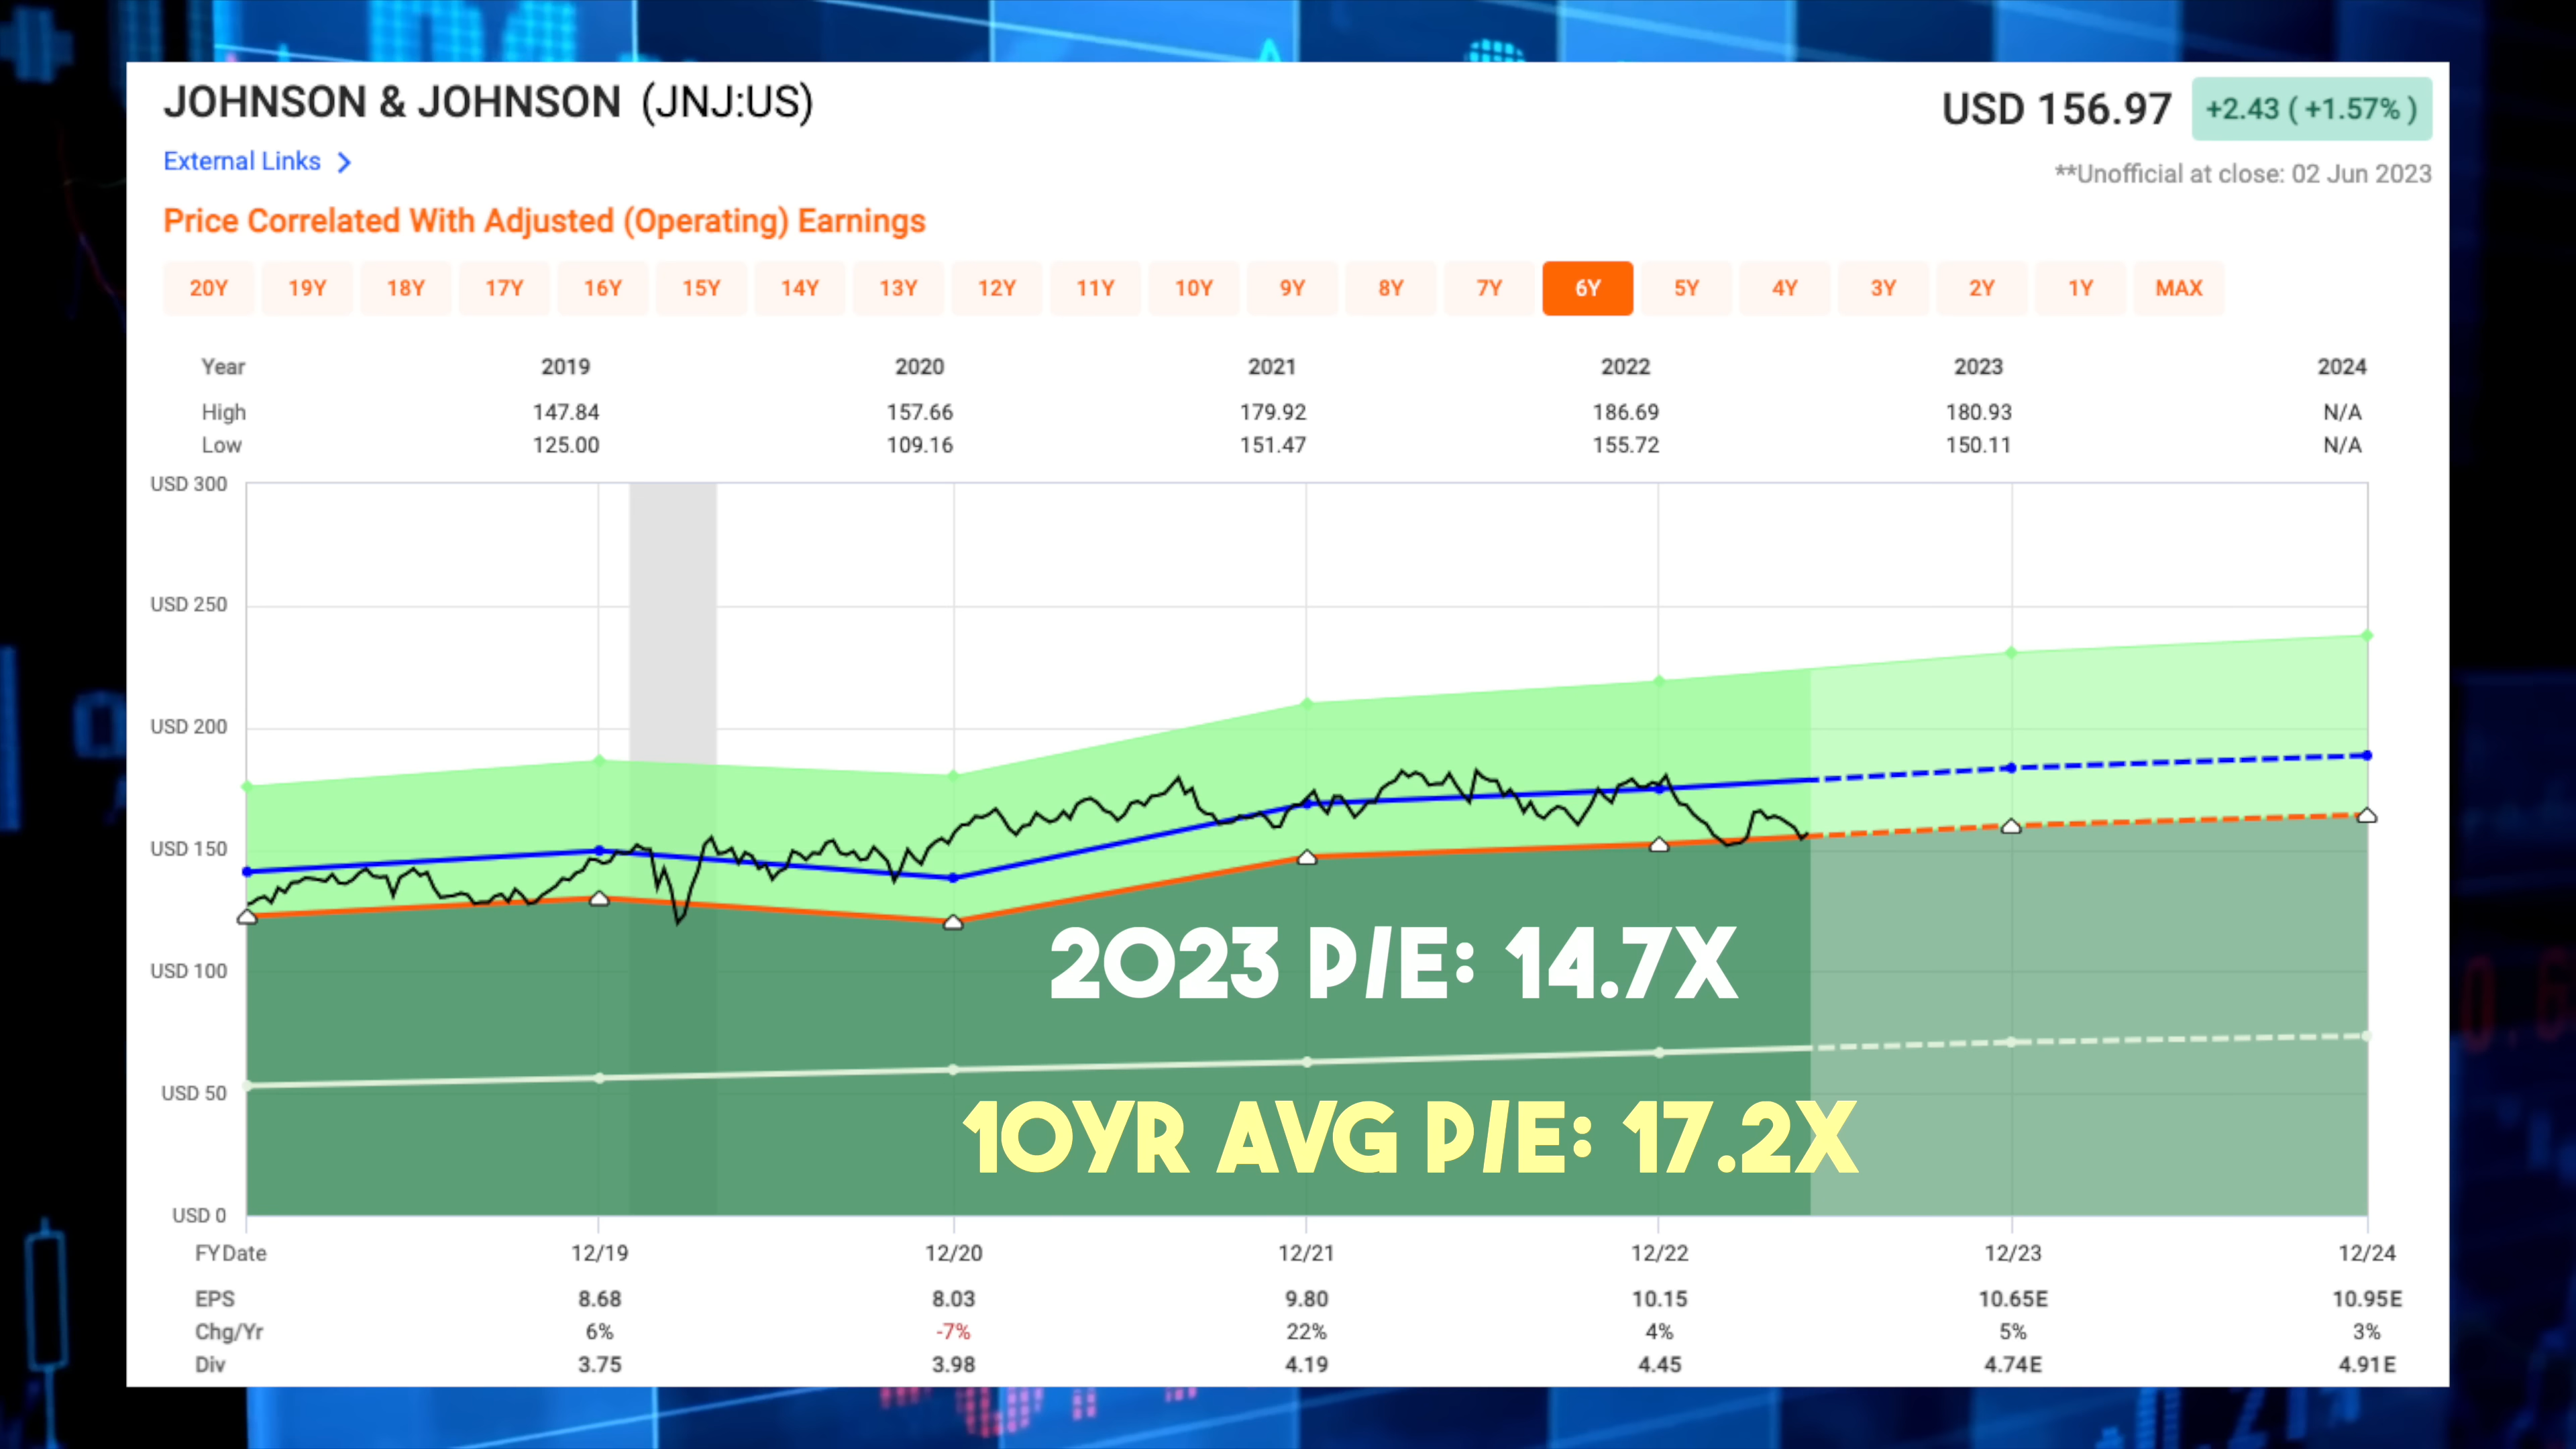 JOHNSON & JOHNSON (JNJ:US)
USD 156.97 +2.43 ( +1.57% )
External Links
**Unofficial at close: 02 Jun 2023
Price Correlated With Adjusted (Operating) Earnings
20Y 19Y 18Y 17Y 16Y 15Y 14Y 13Y 12Y 11Y 10Y 9Y 8Y 7Y 6Y 5Y 4Y 3Y 2Y 1Y MAX
Year 2019 2020 2021 2022 2023 2024
High 147.84 157.66 179.92 186.69 180.93 N/A
Low 125.00 109.16 151.47 155.72 150.11 N/A
USD 300
USD 250
USD 200
USD 150
2023 P/E: 14.7X
USD 100
USD 50
10YR AVG P/E: 17.2X
USD 0
FYDate 12/19 12/20 12/21 12/22 12/23 12/24
EPS 8.68 8.03 9.80 10.15 10.65E 10.95E
Chg/Yr 6% -7% 22% 4% 5% 3%
Div 3.75 3.98 4.19 4.45 4.74E 4.91E